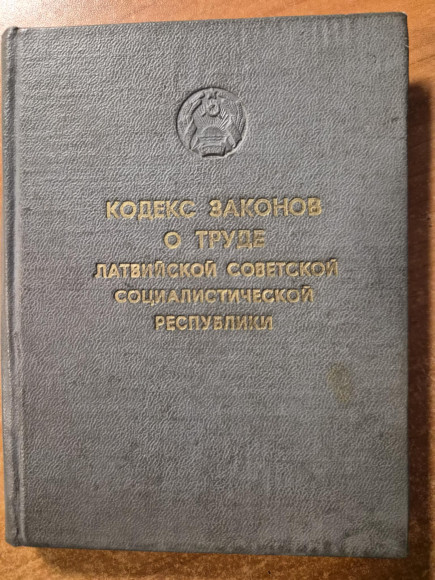 КОДЕКС ЗАКОНОВ
О ТРУДЕ
ЛАТВИЙСКОЙ СОВЕТСКОЙ
СОЦИАЛИСТИЧЕСКОЙ
РЕСПУБЛИКИ